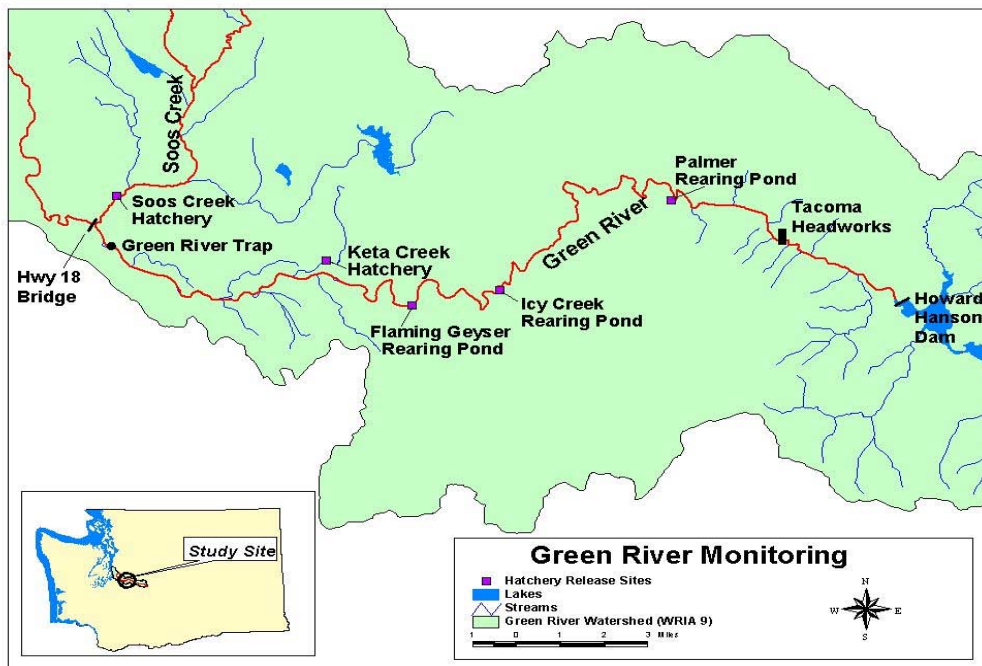 Soos Creek
Palmer
Rearing Pond
Soos Creek
Hatchery
Green River
Tacoma
Headworks
Green River Trap
Keta Creek
Hatchery
Hwy 18
Bridge
Icy Creek
Rearing Pond
Howard
Hanson
Dam
Flaming Geyser
Rearing Pond
Study Site
Green River Monitoring
Hatchery Release Sites
Lakes
Streams
Green River Watershed (WRIA 9)
1 0 1 2 3 Miles
N
W E
S